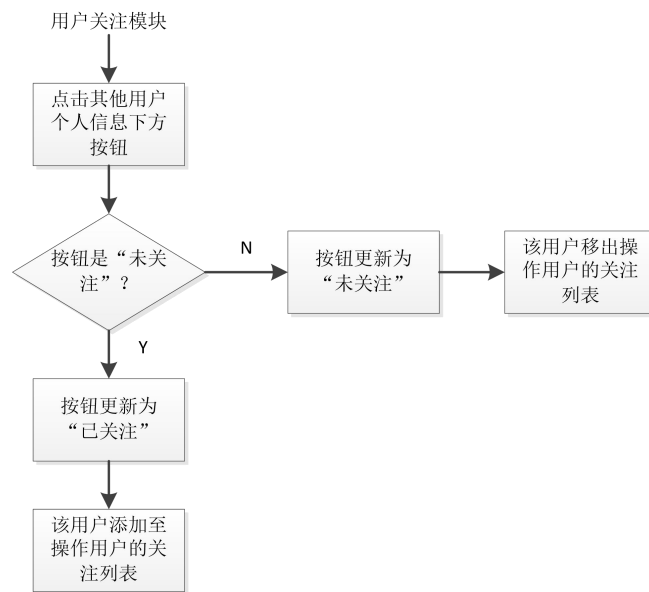 用户关注模块
点击其他用户
个人信息下方
按钮
按钮是“未关
注”？
N
按钮更新为
“未关注”
该用户移出操
作用户的关注
列表
Y
按钮更新为
“已关注”
该用户添加至
操作用户的关
注列表